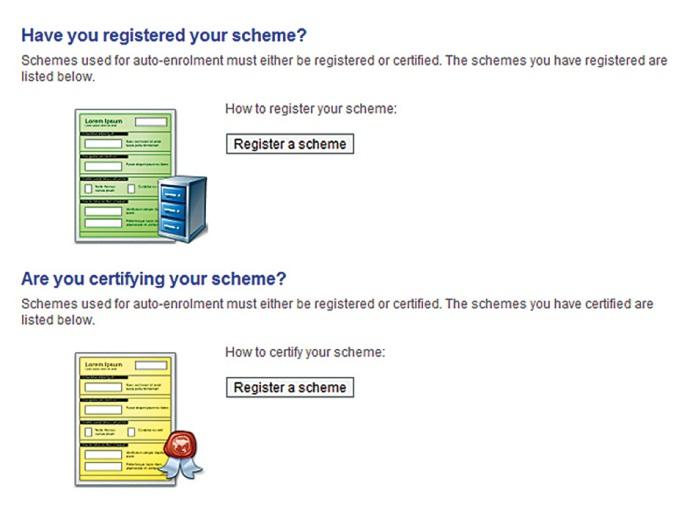 Have you registered your scheme?
Schemes used for auto-enrolment must either be registered or certified. The schemes you have registered are
listed below.
How to register your scheme:
Register a scheme
Lorem Ipsum
Are you certifying your scheme?
Schemes used for auto-enrolment must either be registered or certified. The schemes you have certified are
listed below.
How to certify your scheme:
Register a scheme
Lorem Ipsum